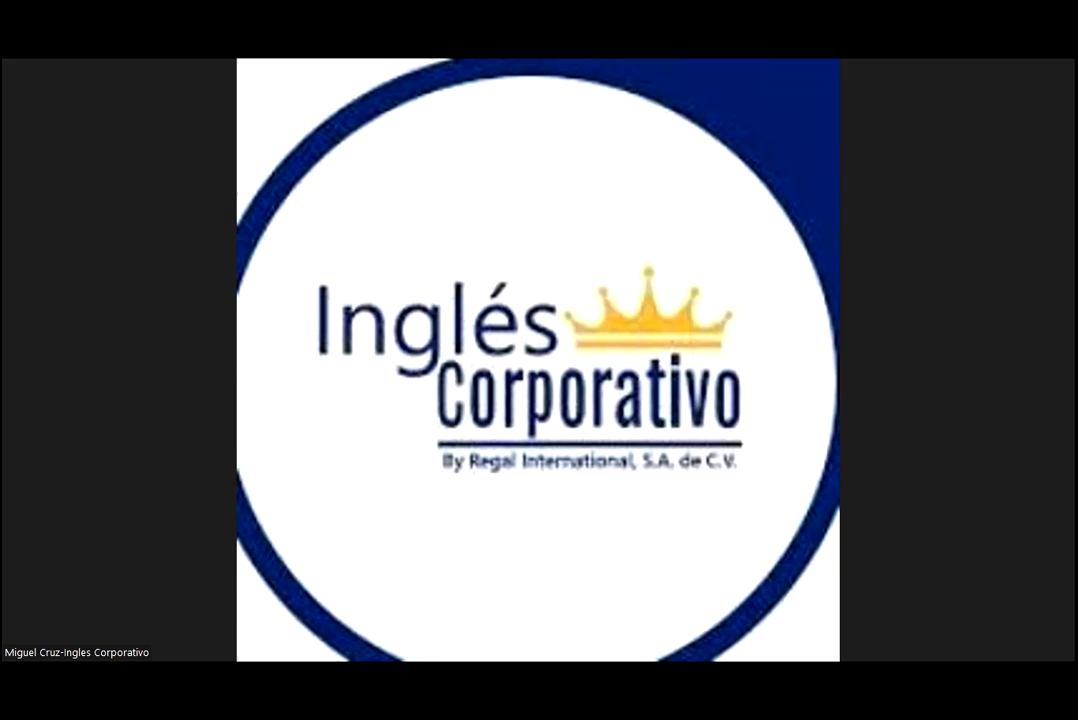 Inglés
Corporativo
By Regal International, S.A. de C.V.
Miguel Cruz-Ingles Corporativo